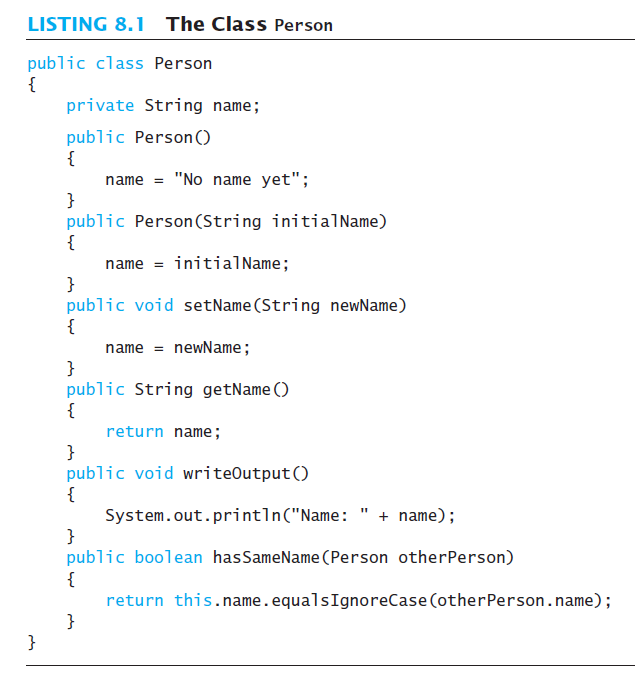 LISTING 8.1 The Class Person
public class Person
{
    private String name;
    public Person()
    {
        name = "No name yet";
    }
    public Person(String initialName)
    {
        name = initialName;
    }
    public void setName(String newName)
    {
        name = newName;
    }
    public String getName()
    {
        return name;
    }
    public void writeOutput()
    {
        System.out.println("Name: " + name);
    }
    public boolean hasSameName(Person otherPerson)
    {
        return this.name.equalsIgnoreCase(otherPerson.name);
    }
}